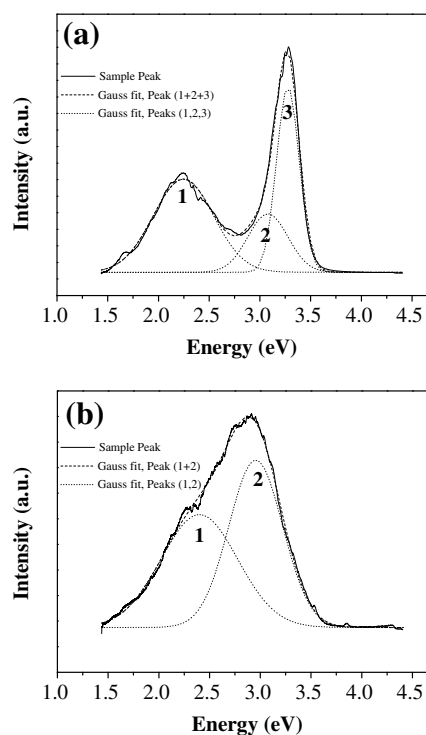 (a)
Sample Peak
Gauss fit, Peak (1+2+3)
Gauss fit, Peaks (1,2,3)
1
2
3
Intensity (a.u.)
1.0 1.5 2.0 2.5 3.0 3.5 4.0 4.5
Energy (eV)
(b)
Sample Peak
Gauss fit, Peak (1+2)
Gauss fit, Peaks (1,2)
1
2
Intensity (a.u.)
1.0 1.5 2.0 2.5 3.0 3.5 4.0 4.5
Energy (eV)